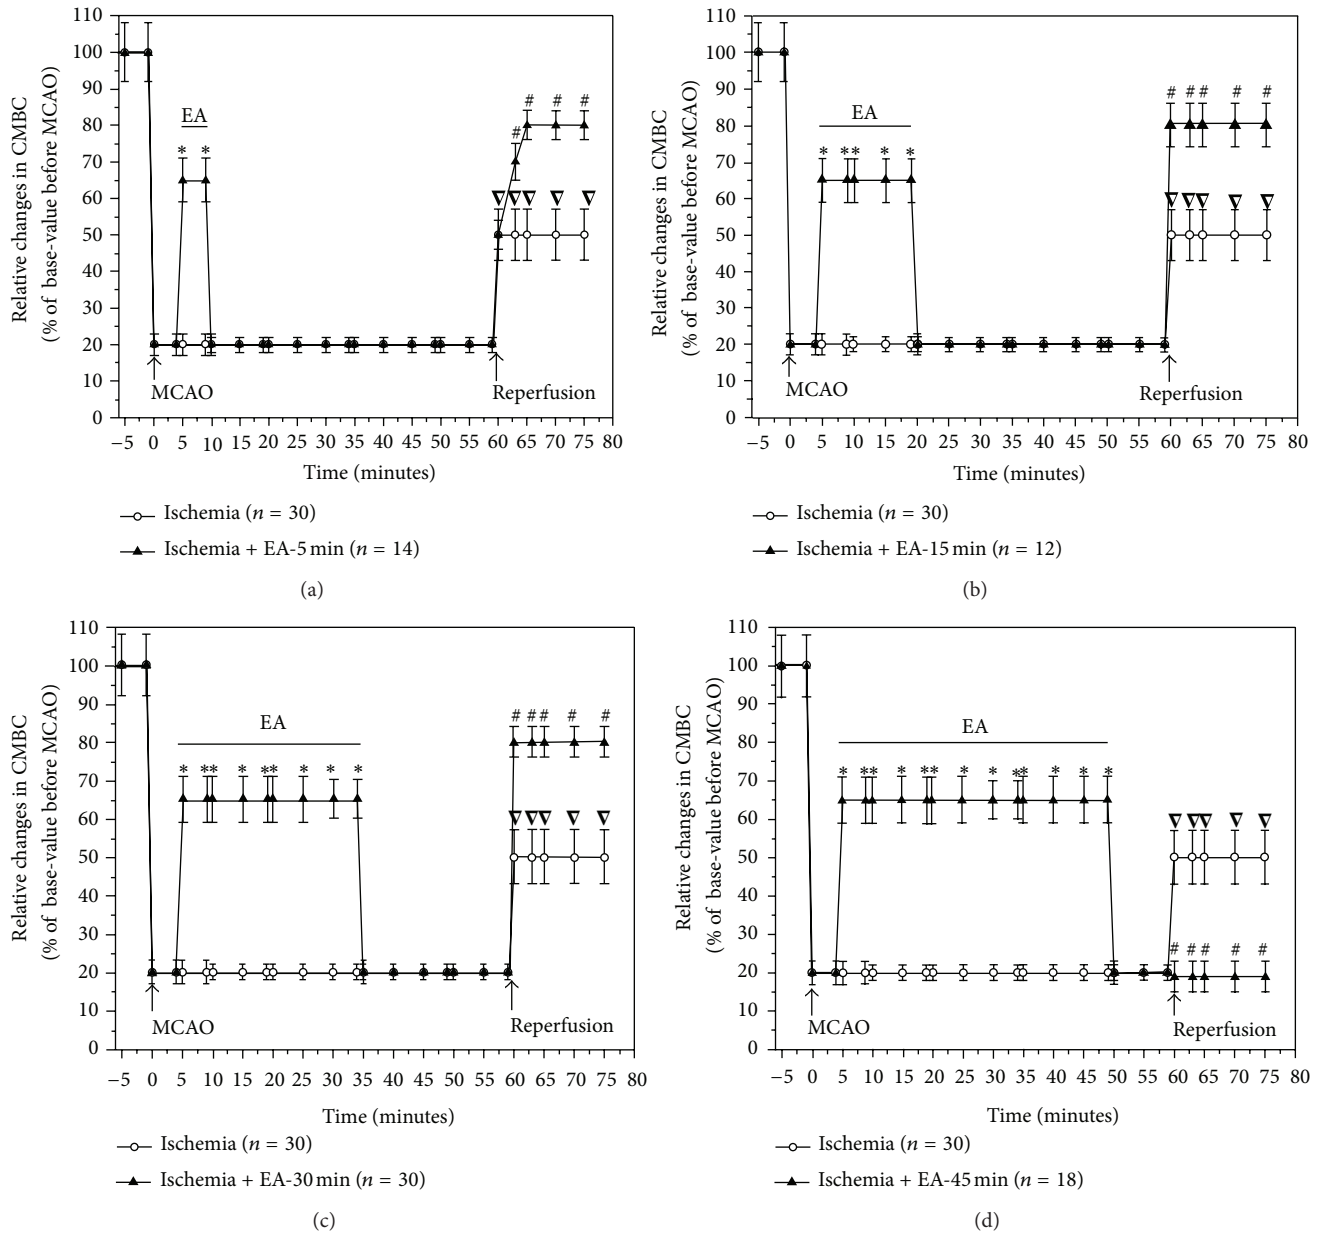 Relative changes in CMBC
(% of base-value before MCAO)
110
100
90
80
70
60
50
40
30
20
10
0
EA
* *
# # # # #
MCAO
Reperfusion
−5 0 5 10 15 20 25 30 35 40 45 50 55 60 65 70 75 80
Time (minutes)
Ischemia (n = 30)
Ischemia + EA-5 min (n = 14)
(a)
Relative changes in CMBC
(% of base-value before MCAO)
110
100
90
80
70
60
50
40
30
20
10
0
EA
* * * * *
# # # # #
MCAO
Reperfusion
−5 0 5 10 15 20 25 30 35 40 45 50 55 60 65 70 75 80
Time (minutes)
Ischemia (n = 30)
Ischemia + EA-15 min (n = 12)
(b)
Relative changes in CMBC
(% of base-value before MCAO)
110
100
90
80
70
60
50
40
30
20
10
0
EA
* * * * * * * * *
# # # # #
MCAO
Reperfusion
−5 0 5 10 15 20 25 30 35 40 45 50 55 60 65 70 75 80
Time (minutes)
Ischemia (n = 30)
Ischemia + EA-30 min (n = 30)
(c)
Relative changes in CMBC
(% of base-value before MCAO)
110
100
90
80
70
60
50
40
30
20
10
0
EA
* * * * * * * * * * * * *
# # # # #
MCAO
Reperfusion
−5 0 5 10 15 20 25 30 35 40 45 50 55 60 65 70 75 80
Time (minutes)
Ischemia (n = 30)
Ischemia + EA-45 min (n = 18)
(d)